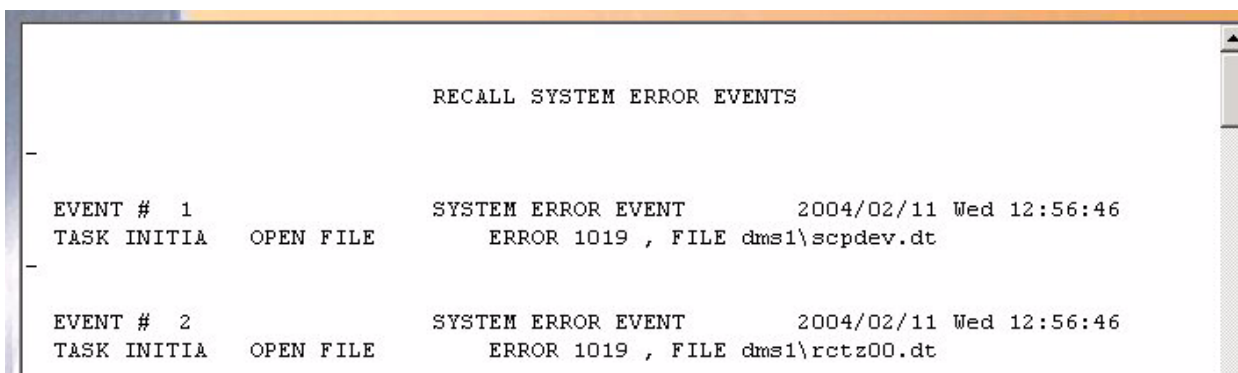 RECALL SYSTEM ERROR EVENTS
EVENT # 1 SYSTEM ERROR EVENT 2004/02/11 Wed 12:56:46
TASK INITIA OPEN FILE ERROR 1019 , FILE dms1\scpdev.dt
EVENT # 2 SYSTEM ERROR EVENT 2004/02/11 Wed 12:56:46
TASK INITIA OPEN FILE ERROR 1019 , FILE dms1\rctz00.dt